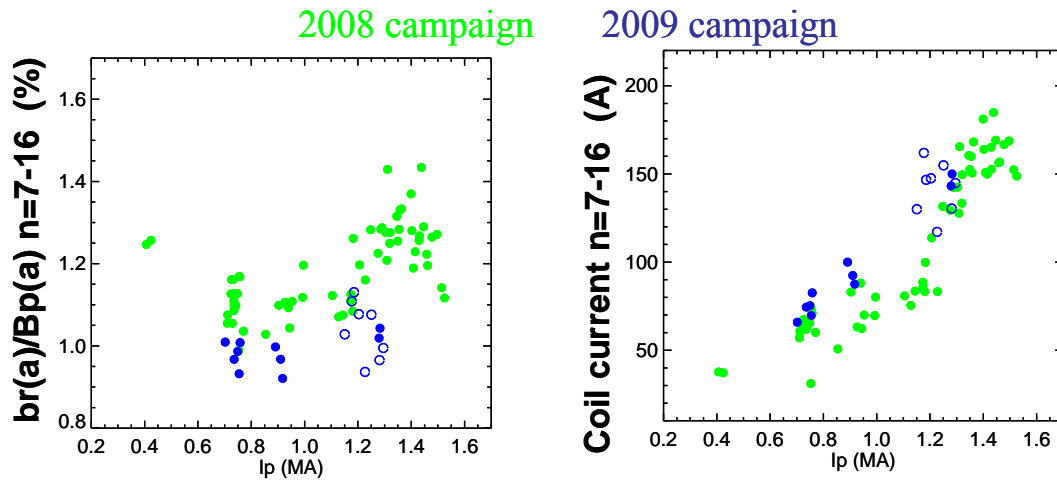 2008 campaign 2009 campaign
br(a)/Bp(a) n=7-16 (%)
1.6
1.4
1.2
1.0
0.8
0.2 0.4 0.6 0.8 1.0 1.2 1.4 1.6
Ip (MA)
Coil current n=7-16 (A)
200
150
100
50
0.2 0.4 0.6 0.8 1.0 1.2 1.4 1.6
Ip (MA)